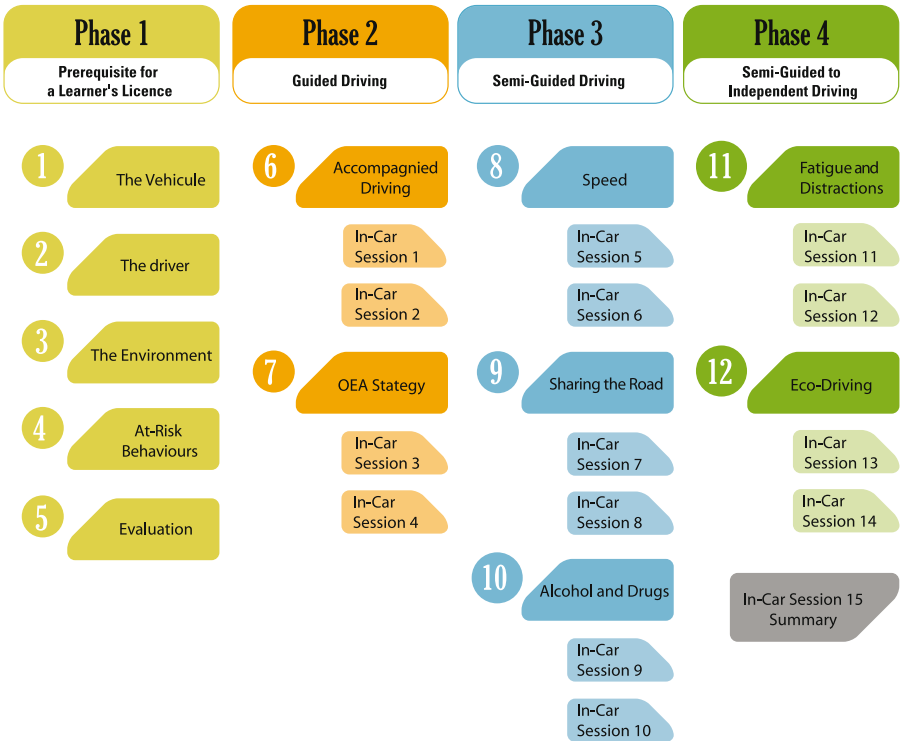 Phase 1
Prerequisite for
a Learner's Licence
1
The Vehicule
2
The driver
3
The Environment
4
At-Risk
Behaviours
5
Evaluation
Phase 2
Guided Driving
6
Accompagnied
Driving
In-Car
Session 1
In-Car
Session 2
7
OEA Stategy
In-Car
Session 3
In-Car
Session 4
Phase 3
Semi-Guided Driving
8
Speed
In-Car
Session 5
In-Car
Session 6
9
Sharing the Road
In-Car
Session 7
In-Car
Session 8
10
Alcohol and Drugs
In-Car
Session 9
In-Car
Session 10
Phase 4
Semi-Guided to
Independent Driving
11
Fatigue and
Distractions
In-Car
Session 11
In-Car
Session 12
12
Eco-Driving
In-Car
Session 13
In-Car
Session 14
In-Car Session 15
Summary